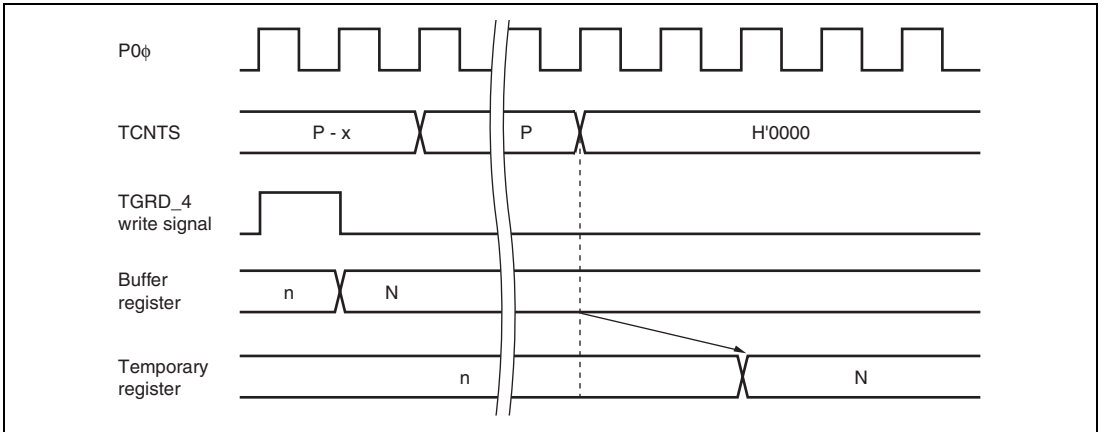 P0ϕ
TCNTS
P - x
P
H'0000
TGRD_4
write signal
Buffer
register
n
N
Temporary
register
n
N